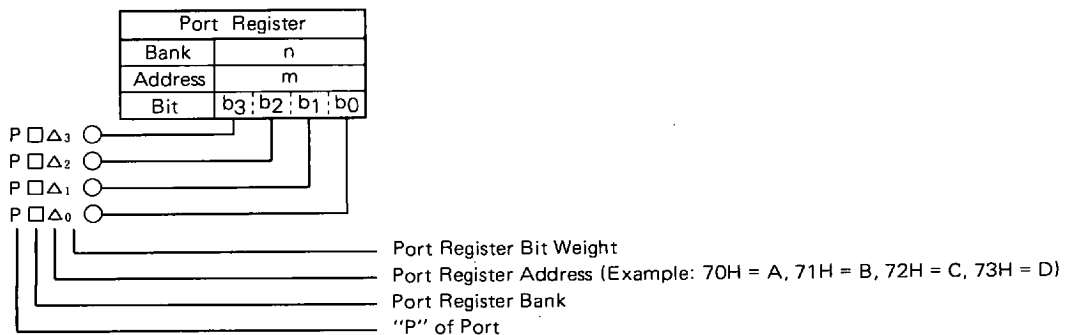 Port Register
Bank n
Address m
Bit b3 b2 b1 b0
P □ △3
P □ △2
P □ △1
P □ △0
Port Register Bit Weight
Port Register Address (Example: 70H = A, 71H = B, 72H = C, 73H = D)
Port Register Bank
"P" of Port